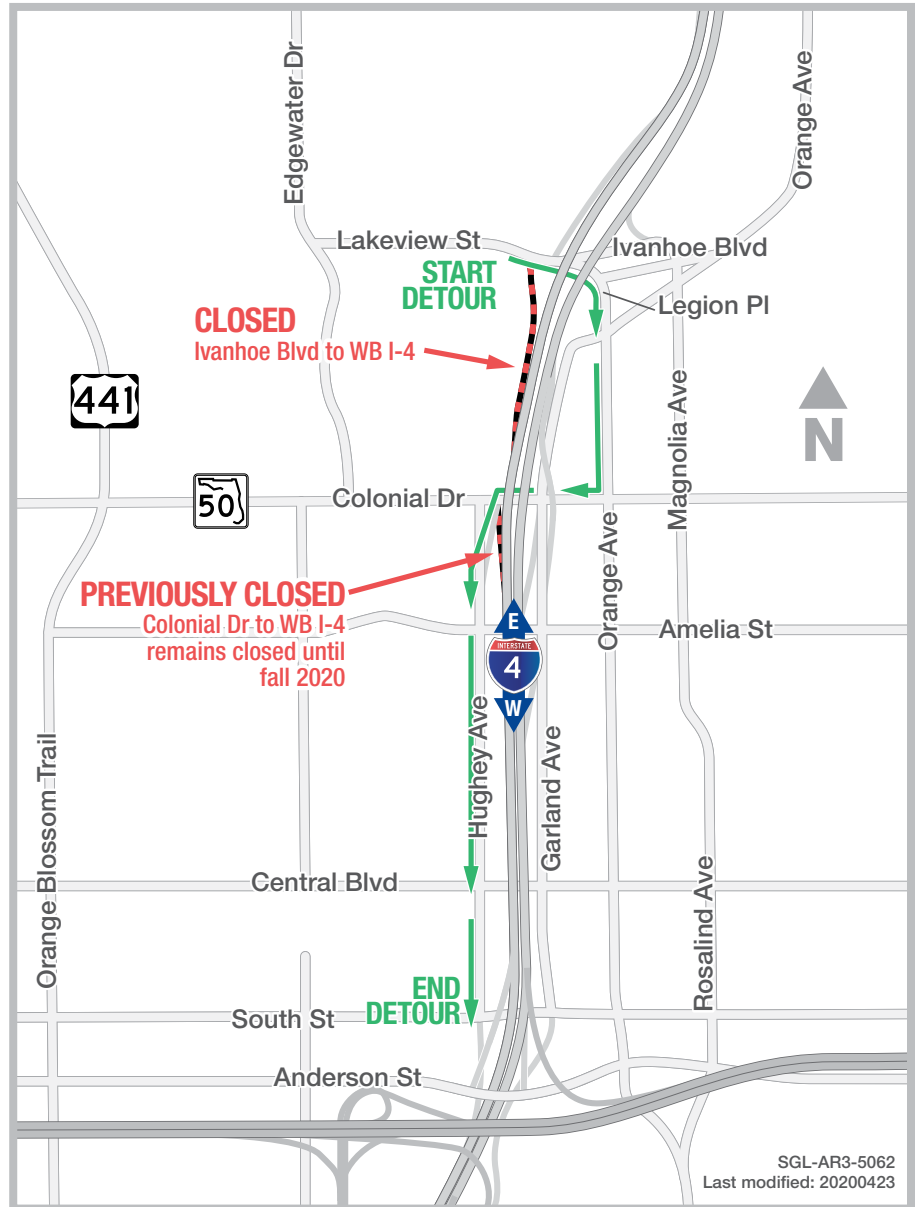 Edgewater Dr
Orange Ave
Lakeview St
Ivanhoe Blvd
START
DETOUR
Legion Pl
CLOSED
Ivanhoe Blvd to WB I-4
441
Magnolia Ave
N
50
Colonial Dr
Orange Ave
PREVIOUSLY CLOSED
Colonial Dr to WB I-4
remains closed until
fall 2020
E
INTERSTATE
4
W
Amelia St
Hughey Ave
Garland Ave
Orange Blossom Trail
Central Blvd
Rosalind Ave
END
DETOUR
South St
Anderson St
SGL-AR3-5062
Last modified: 20200423